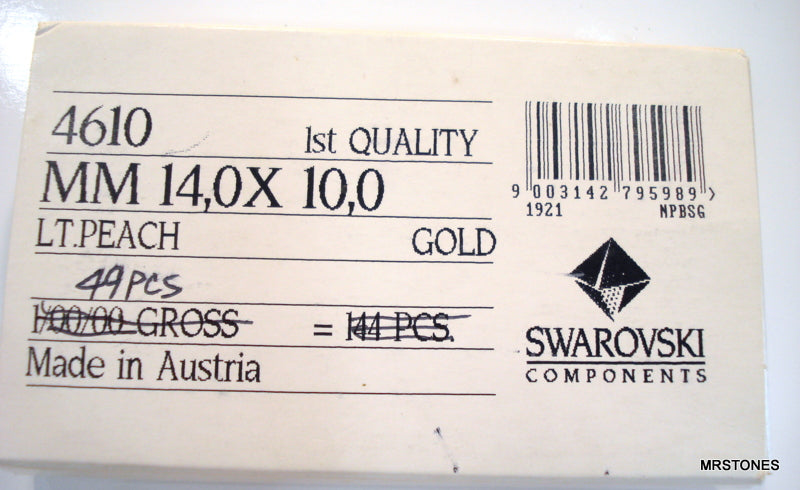 4610 1st QUALITY
MM 14,0X 10,0
LT.PEACH GOLD
49 PCS
1/00/00 GROSS = 144 PCS.
Made in Austria
9 003142 795989 >
1921 NPBSG
SWAROVSKI
COMPONENTS
MRSTONES